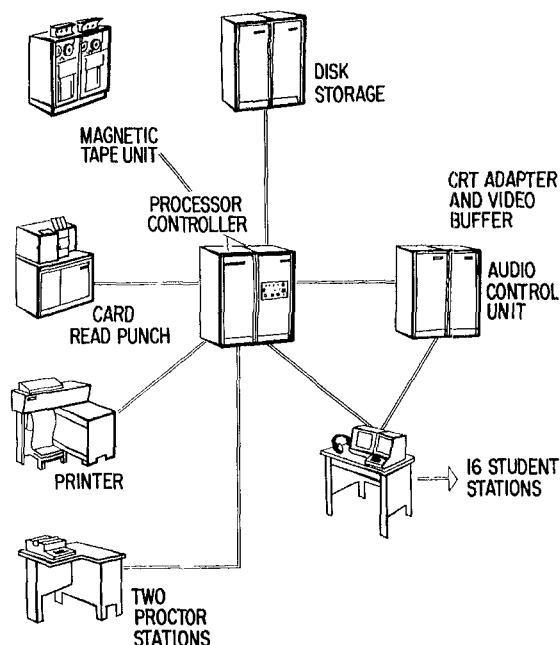 DISK
STORAGE
MAGNETIC
TAPE UNIT
PROCESSOR
CONTROLLER
CRT ADAPTER
AND VIDEO
BUFFER
AUDIO
CONTROL
UNIT
CARD
READ PUNCH
PRINTER
16 STUDENT
STATIONS
TWO
PROCTOR
STATIONS